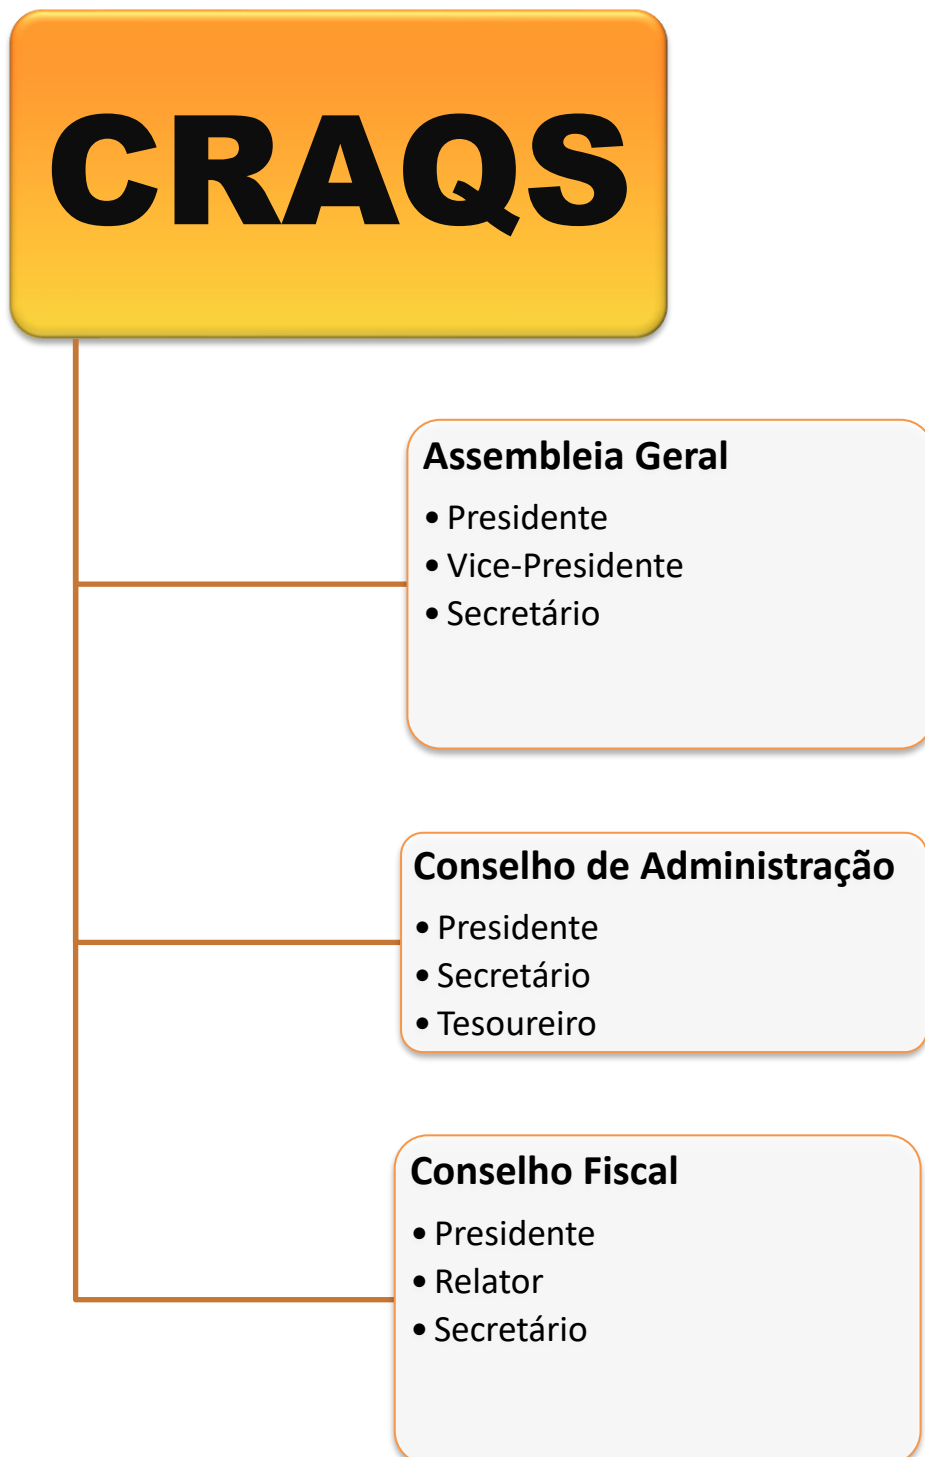 CRAQS
Assembleia Geral
• Presidente
• Vice-Presidente
• Secretário
Conselho de Administração
• Presidente
• Secretário
• Tesoureiro
Conselho Fiscal
• Presidente
• Relator
• Secretário